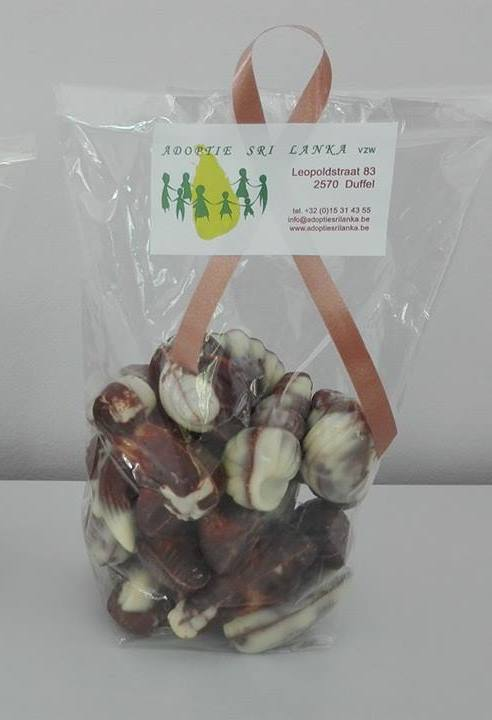 ADOPTIE SRI LANKA VZW
Leopoldstraat 83
2570 Duffel
tel. +32 (0)15 31 43 55
info@adoptiesrilanka.be
www.adoptiesrilanka.be